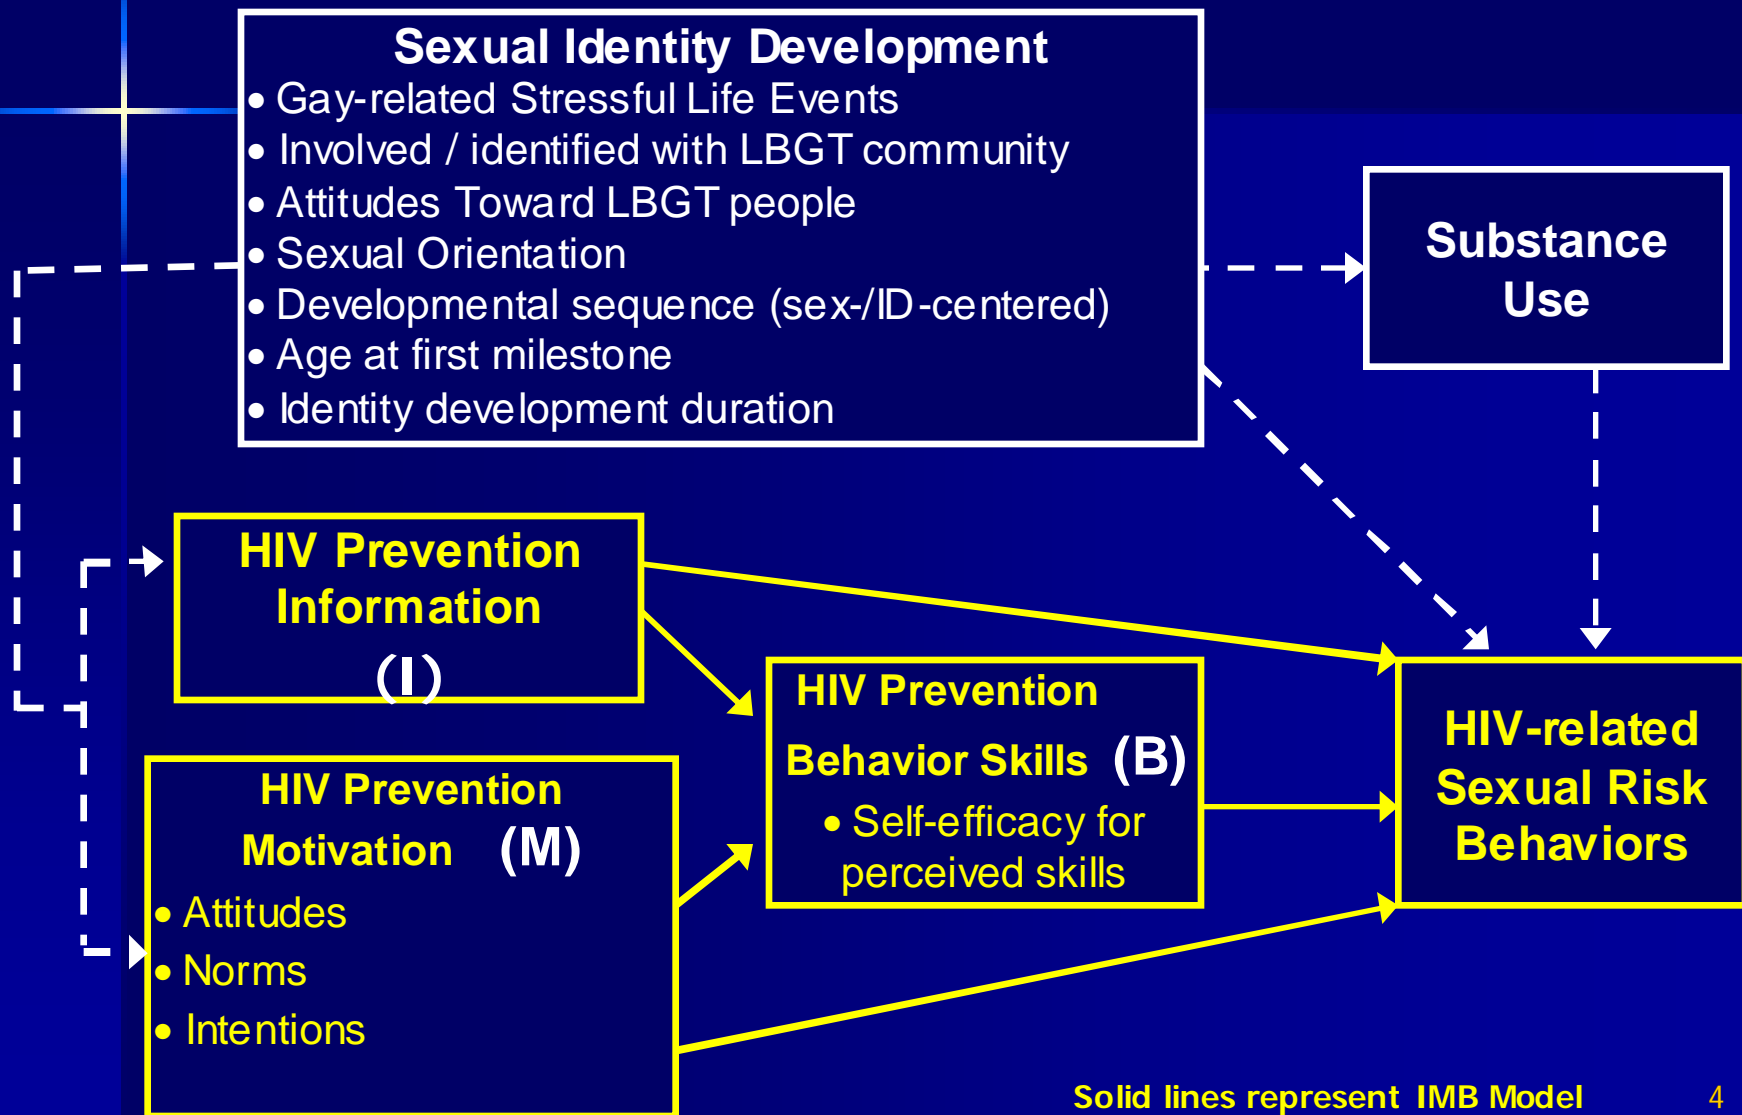 Sexual Identity Development
• Gay-related Stressful Life Events
• Involved / identified with LBGT community
• Attitudes Toward LBGT people
• Sexual Orientation
• Developmental sequence (sex-/ID-centered)
• Age at first milestone
• Identity development duration
Substance
Use
HIV Prevention
Information
(I)
HIV Prevention
Motivation (M)
• Attitudes
• Norms
• Intentions
HIV Prevention
Behavior Skills (B)
• Self-efficacy for
perceived skills
HIV-related
Sexual Risk
Behaviors
Solid lines represent IMB Model
4